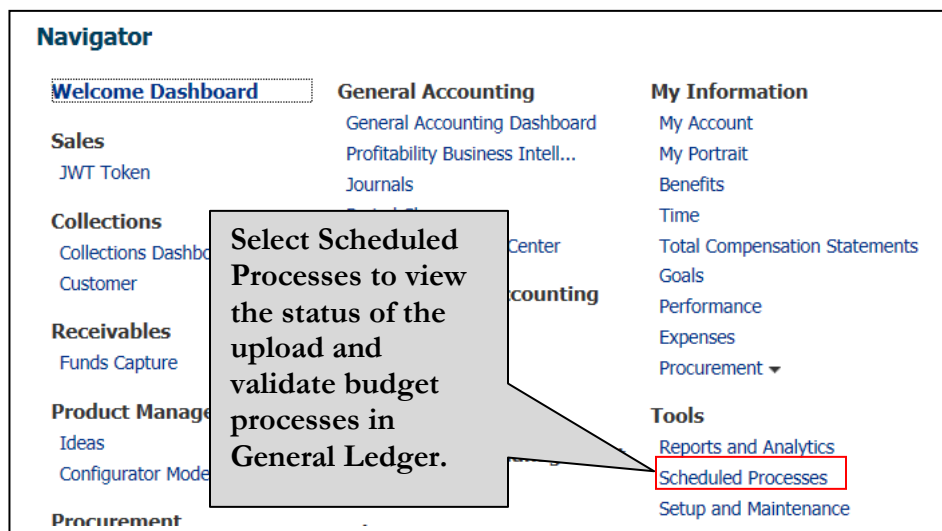 Navigator
Welcome Dashboard
Sales
JWT Token
Collections
Collections Dashbo
Customer
Receivables
Funds Capture
Product Manage
Ideas
Configurator Mode
Procurement
General Accounting
General Accounting Dashboard
Profitability Business Intell...
Journals
Center
ccounting
Select Scheduled
Processes to view
the status of the
upload and
validate budget
processes in
General Ledger.
My Information
My Account
My Portrait
Benefits
Time
Total Compensation Statements
Goals
Performance
Expenses
Procurement
Tools
Reports and Analytics
Scheduled Processes
Setup and Maintenance